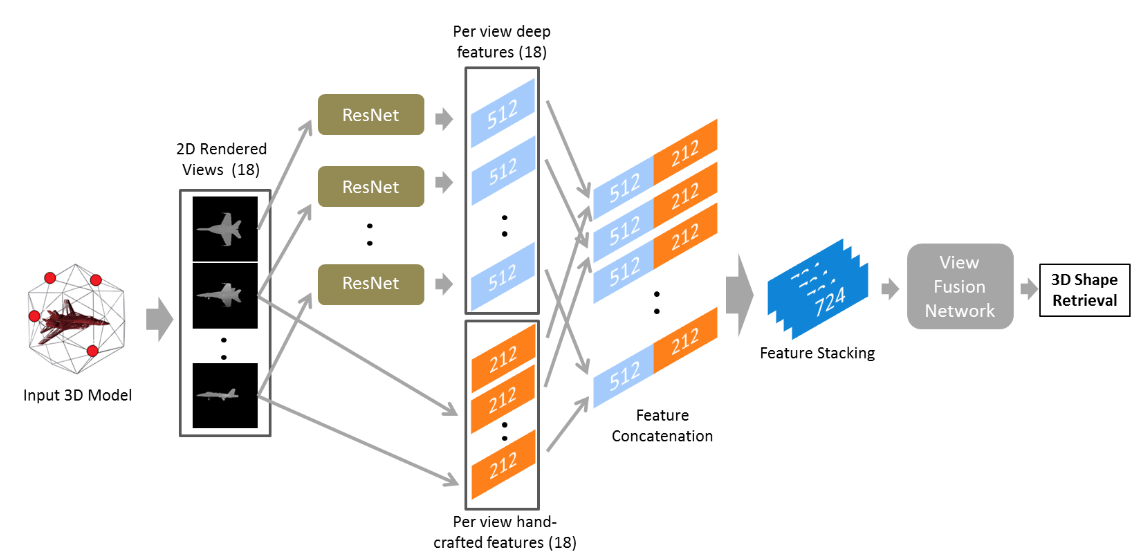 Per view deep
features (18)
ResNet
512
2D Rendered
Views (18)
ResNet
512
ResNet
512
512 212
512 212
512 212
512 212
212
212
212
Input 3D Model
Per view hand-
crafted features (18)
Feature
Concatenation
724
Feature Stacking
View
Fusion
Network
3D Shape
Retrieval